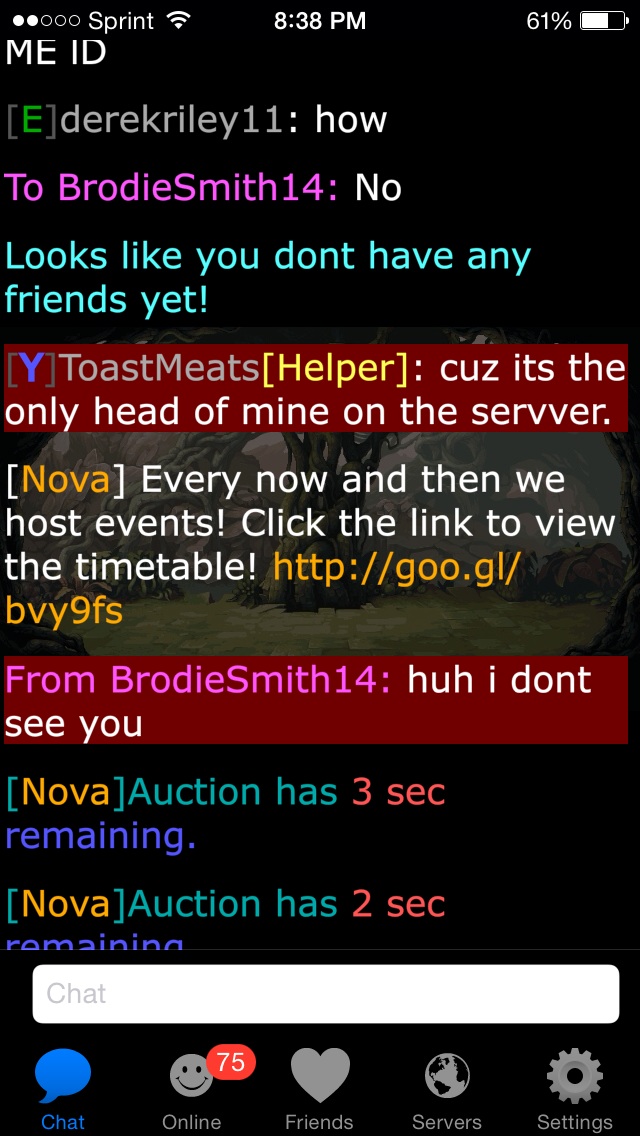 Sprint 8:38 PM 61%
ME ID
[E]derekriley11: how
To BrodieSmith14: No
Looks like you dont have any
friends yet!
[Y]ToastMeats[Helper]: cuz its the
only head of mine on the servver.
[Nova] Every now and then we
host events! Click the link to view
the timetable! http://goo.gl/
bvy9fs
From BrodieSmith14: huh i dont
see you
[Nova]Auction has 3 sec
remaining.
[Nova]Auction has 2 sec
remaining
Chat
75
Chat Online Friends Servers Settings